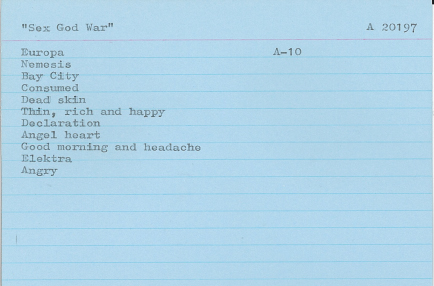 "Sex God War" A 20197
Europa A-10
Nemesis
Bay City
Consumed
Dead skin
Thin, rich and happy
Declaration
Angel heart
Good morning and headache
Elektra
Angry